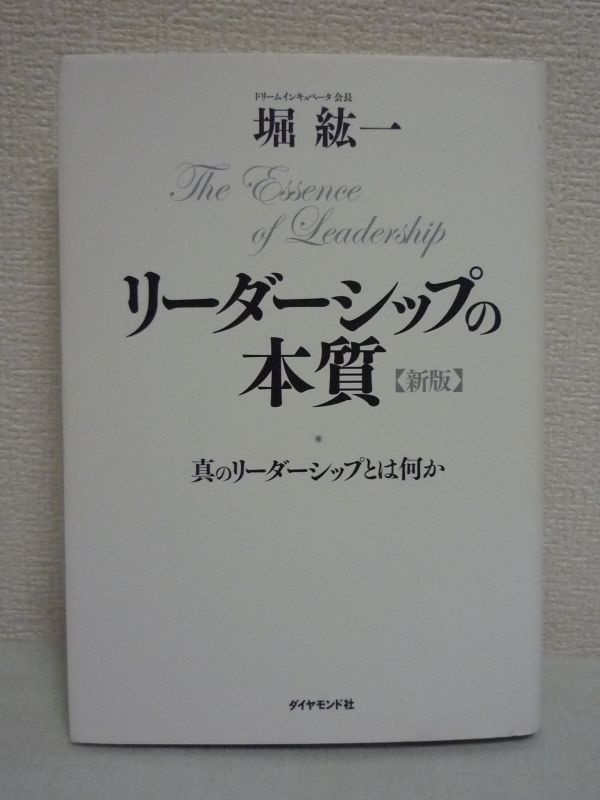 ドリームインキュベータ会長
堀 紘一
The Essence
of Leadership
リーダーシップの
本質【新版】
真のリーダーシップとは何か
ダイヤモンド社